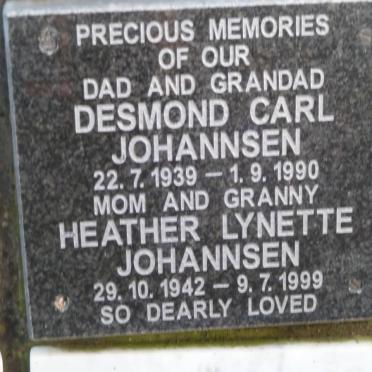 PRECIOUS MEMORIES
OF OUR
DAD AND GRANDAD
DESMOND CARL
JOHANNSEN
22. 7. 1939 – 1. 9. 1990
MOM AND GRANNY
HEATHER LYNETTE
JOHANNSEN
29. 10. 1942 – 9. 7. 1999
SO DEARLY LOVED